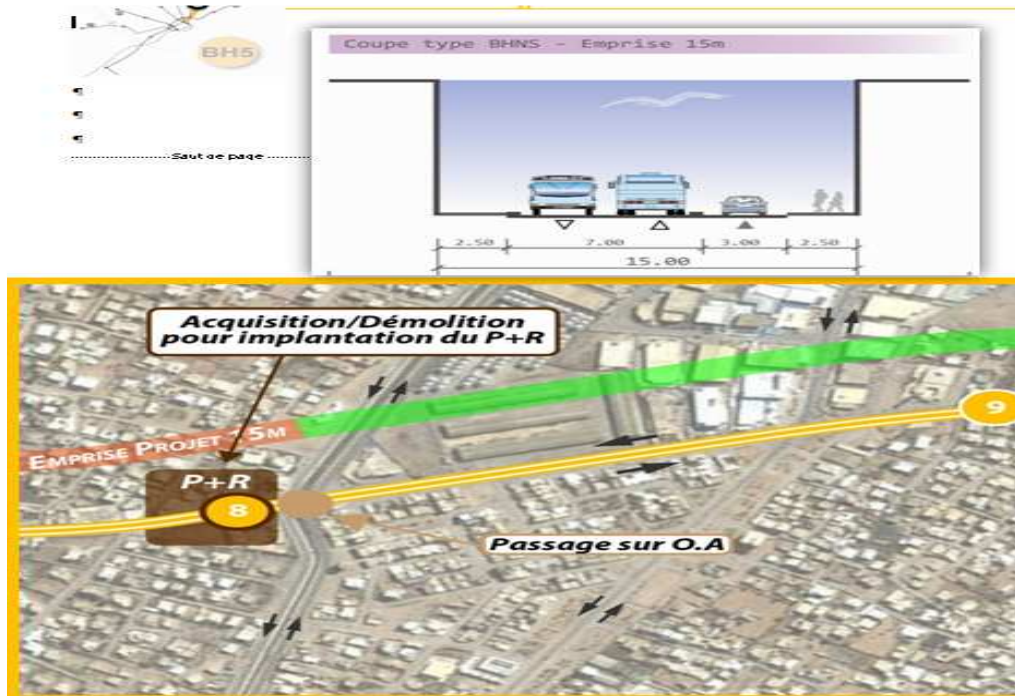 BH5
¶
¶
¶
Saut de page
Coupe type BHNS - Emprise 15m
2.50
7.00
3.00
2.50
15.00
Acquisition/Démolition
pour implantation du P+R
EMPRISE PROJET 15M
P+R
8
9
Passage sur O.A